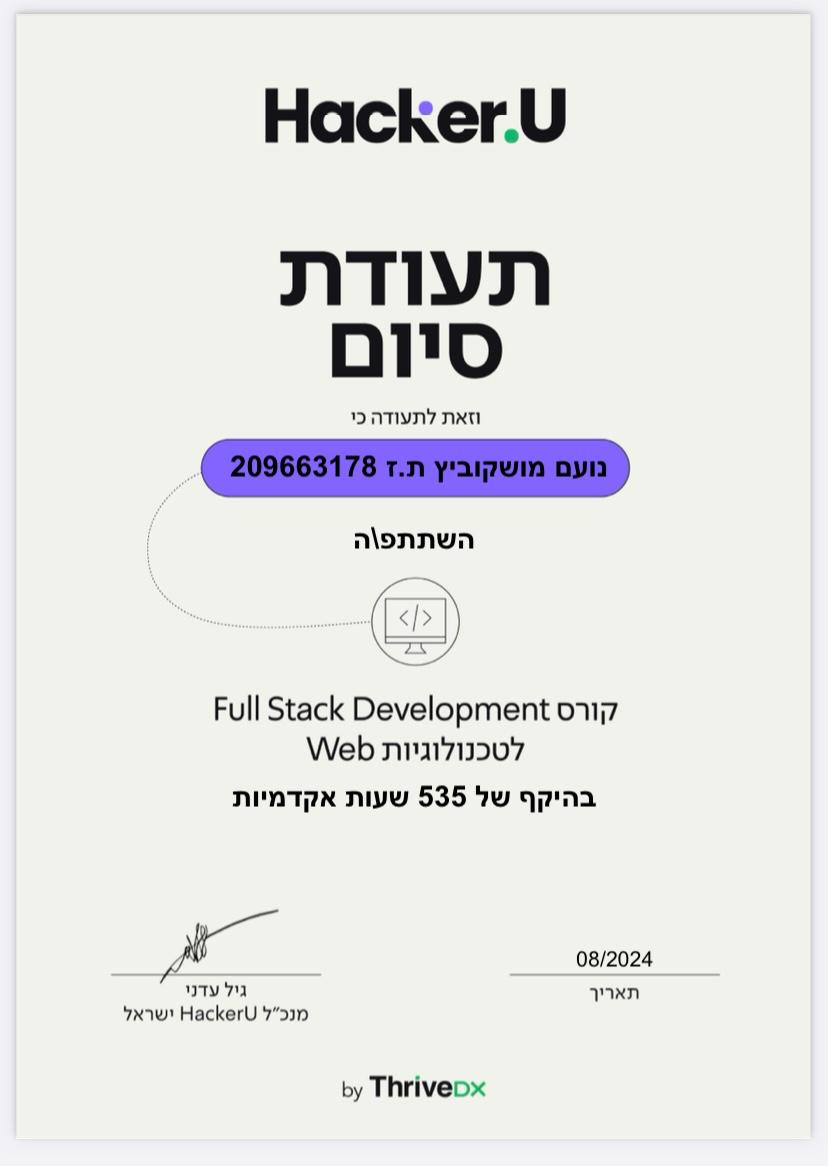 Hacker.U
תעודת
סיום
וזאת לתעודה כי
נועם מושקוביץ ת.ז 209663178
השתתפ\ה
קורס Full Stack Development
לטכנולוגיות Web
בהיקף של 535 שעות אקדמיות
08/2024
תאריך
גיל עדני
מנכ״ל HackerU ישראל
by ThriveDX